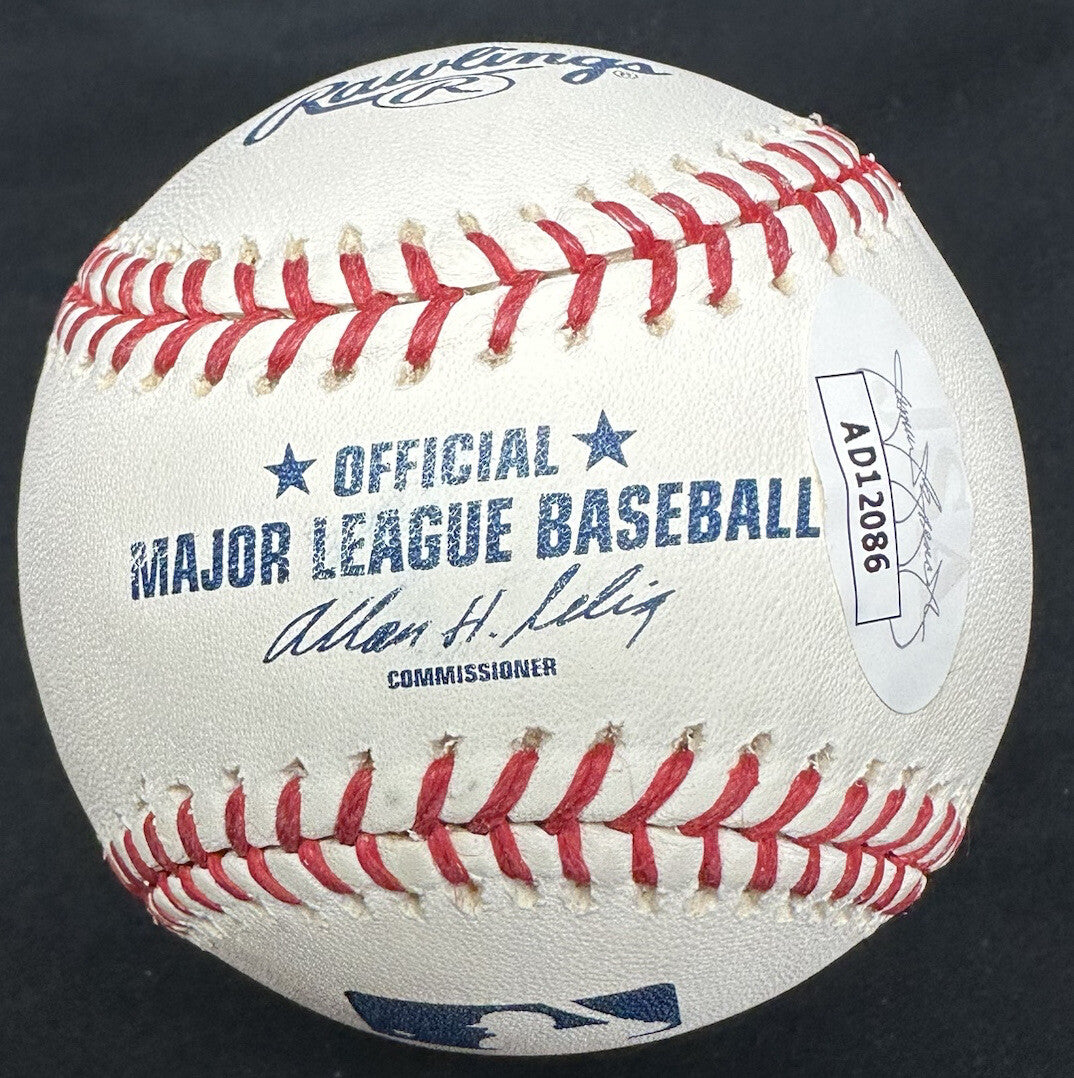 Rawlings®
R
★ OFFICIAL ★
MAJOR LEAGUE BASEBALL
Allan H. Selig
COMMISSIONER
AD12086